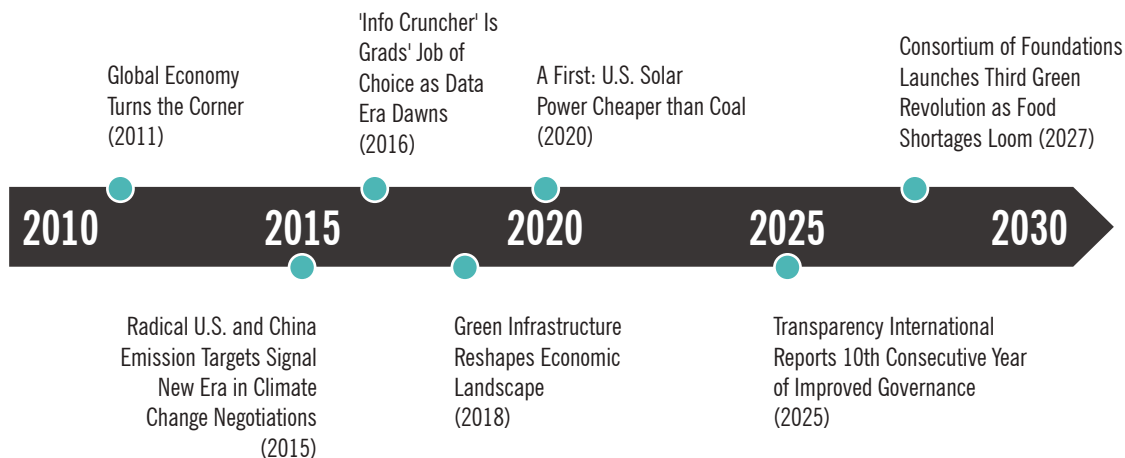 'Info Cruncher' Is
Grads' Job of
Choice as Data
Era Dawns
(2016)
Global Economy
Turns the Corner
(2011)
A First: U.S. Solar
Power Cheaper than Coal
(2020)
Consortium of Foundations
Launches Third Green
Revolution as Food
Shortages Loom (2027)
2010 2015 2020 2025 2030
Radical U.S. and China
Emission Targets Signal
New Era in Climate
Change Negotiations
(2015)
Green Infrastructure
Reshapes Economic
Landscape
(2018)
Transparency International
Reports 10th Consecutive Year
of Improved Governance
(2025)